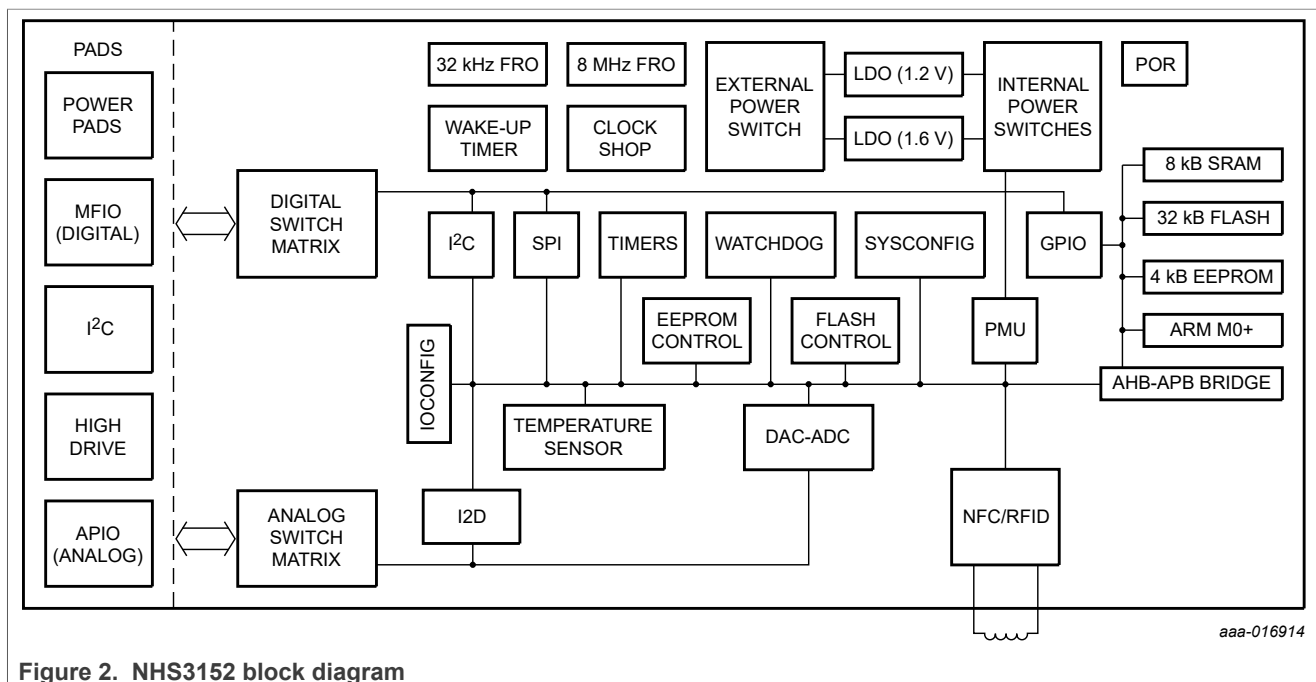 PADS
POWER
PADS
MFIO
(DIGITAL)
I²C
HIGH
DRIVE
APIO
(ANALOG)
32 kHz FRO
8 MHz FRO
WAKE-UP
TIMER
CLOCK
SHOP
EXTERNAL
POWER
SWITCH
LDO (1.2 V)
LDO (1.6 V)
INTERNAL
POWER
SWITCHES
POR
8 kB SRAM
32 kB FLASH
4 kB EEPROM
ARM M0+
AHB-APB BRIDGE
DIGITAL
SWITCH
MATRIX
I²C
SPI
TIMERS
WATCHDOG
SYSCONFIG
GPIO
IOCONFIG
EEPROM
CONTROL
FLASH
CONTROL
PMU
TEMPERATURE
SENSOR
DAC-ADC
ANALOG
SWITCH
MATRIX
I2D
NFC/RFID
aaa-016914
Figure 2. NHS3152 block diagram